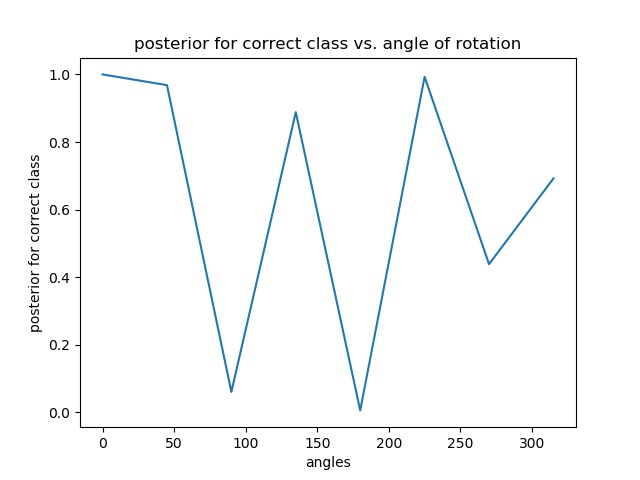 posterior for correct class vs. angle of rotation
1.0
0.8
0.6
0.4
0.2
0.0
posterior for correct class
0 50 100 150 200 250 300
angles